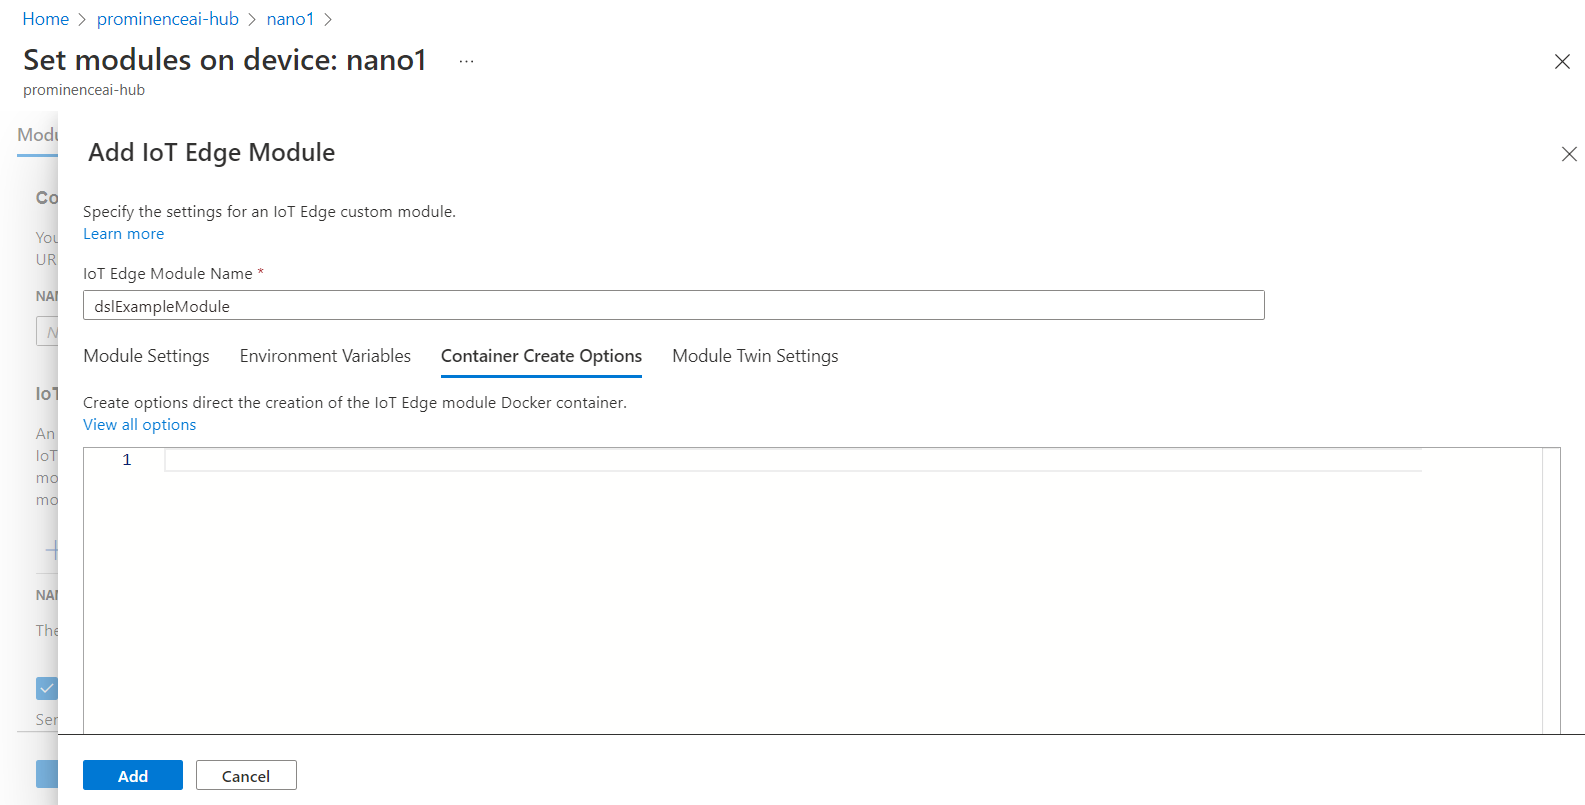 Home > prominenceai-hub > nano1 >
Set modules on device: nano1 ...
prominenceai-hub
Modu
Add IoT Edge Module
Co
Specify the settings for an IoT Edge custom module.
You
Learn more
UR
IoT Edge Module Name *
NAM
dslExampleModule
N
Module Settings Environment Variables Container Create Options Module Twin Settings
IoT
Create options direct the creation of the IoT Edge module Docker container.
View all options
An
IoT
mo
mo
1
NAM
The
Ser
Add Cancel